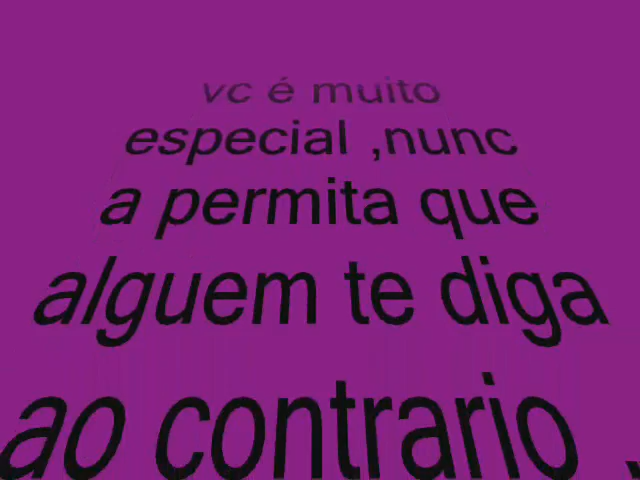 vc é muito
especial ,nunc
a permita que
alguem te diga
ao contrario ,